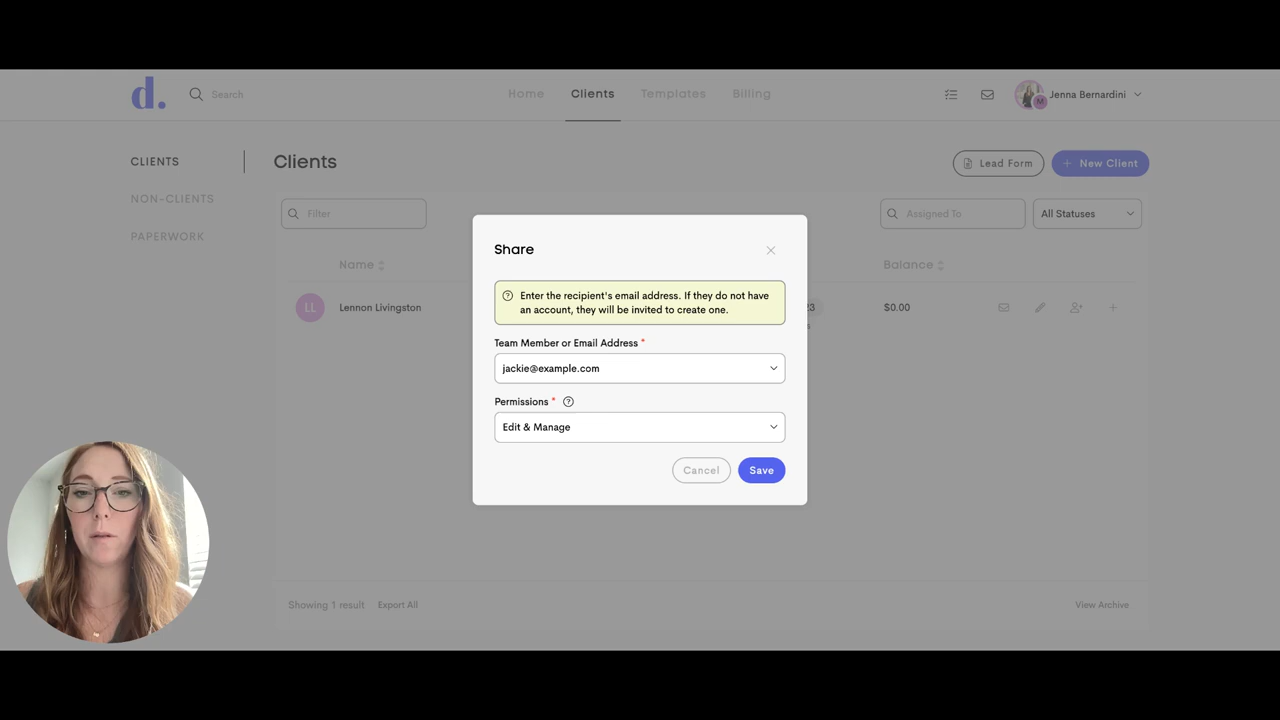 d.
Search
Home
Clients
Templates
Billing
M
Jenna Bernardini
CLIENTS
NON-CLIENTS
PAPERWORK
Clients
Lead Form
+ New Client
Filter
Assigned To
All Statuses
Name
Balance
LL
Lennon Livingston
$0.00
Share
Enter the recipient's email address. If they do not have
an account, they will be invited to create one.
Team Member or Email Address *
jackie@example.com
Permissions *
Edit & Manage
Cancel
Save
Showing 1 result
Export All
View Archive